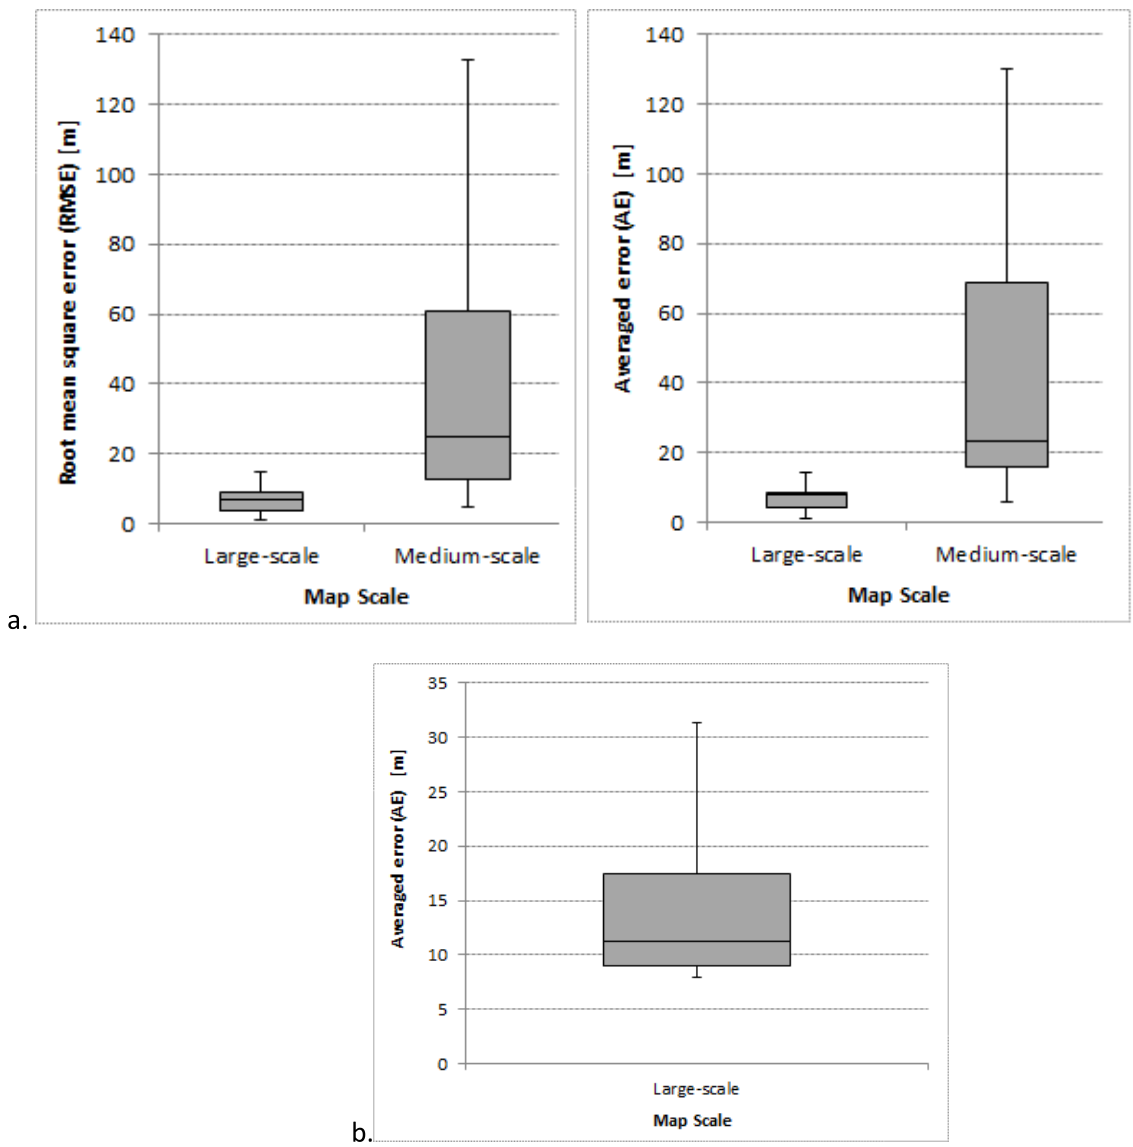 Root mean square error (RMSE) [m]
140
120
100
80
60
40
20
0
Large-scale Medium-scale
Map Scale
Averaged error (AE) [m]
140
120
100
80
60
40
20
0
Large-scale Medium-scale
Map Scale
a.
Averaged error (AE) [m]
35
30
25
20
15
10
5
0
Large-scale
Map Scale
b.